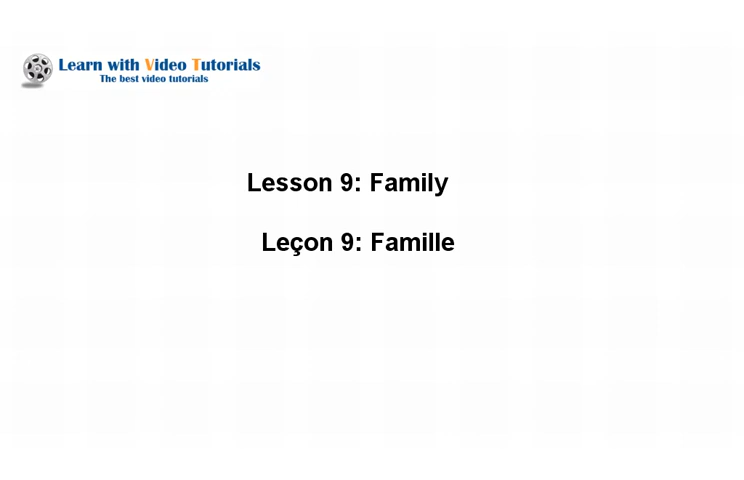 Learn with Video Tutorials
The best video tutorials
Lesson 9: Family
Leçon 9: Famille